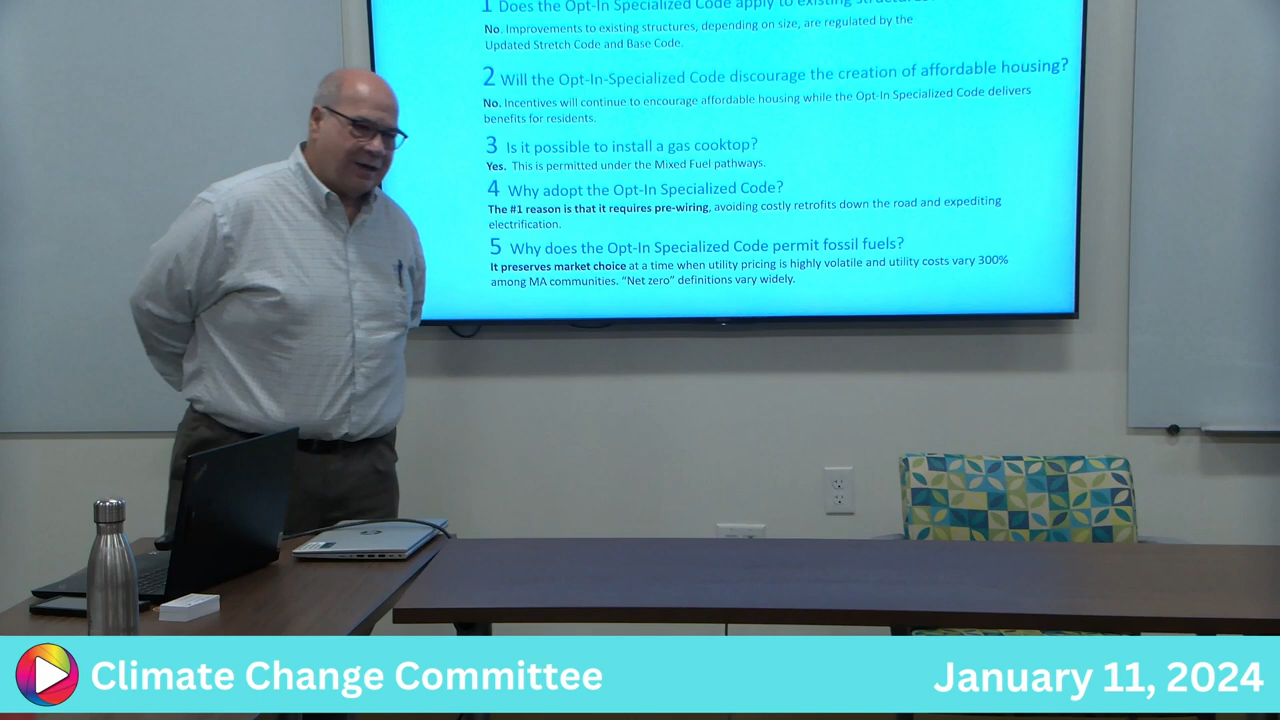 1 Does the Opt-In Specialized Code apply to existing structures?
No. Improvements to existing structures, depending on size, are regulated by the
Updated Stretch Code and Base Code.
2 Will the Opt-In-Specialized Code discourage the creation of affordable housing?
No. Incentives will continue to encourage affordable housing while the Opt-In Specialized Code delivers
benefits for residents.
3 Is it possible to install a gas cooktop?
Yes. This is permitted under the Mixed Fuel pathways.
4 Why adopt the Opt-In Specialized Code?
The #1 reason is that it requires pre-wiring, avoiding costly retrofits down the road and expediting
electrification.
5 Why does the Opt-In Specialized Code permit fossil fuels?
It preserves market choice at a time when utility pricing is highly volatile and utility costs vary 300%
among MA communities. “Net zero” definitions vary widely.
hp
Climate Change Committee
January 11, 2024